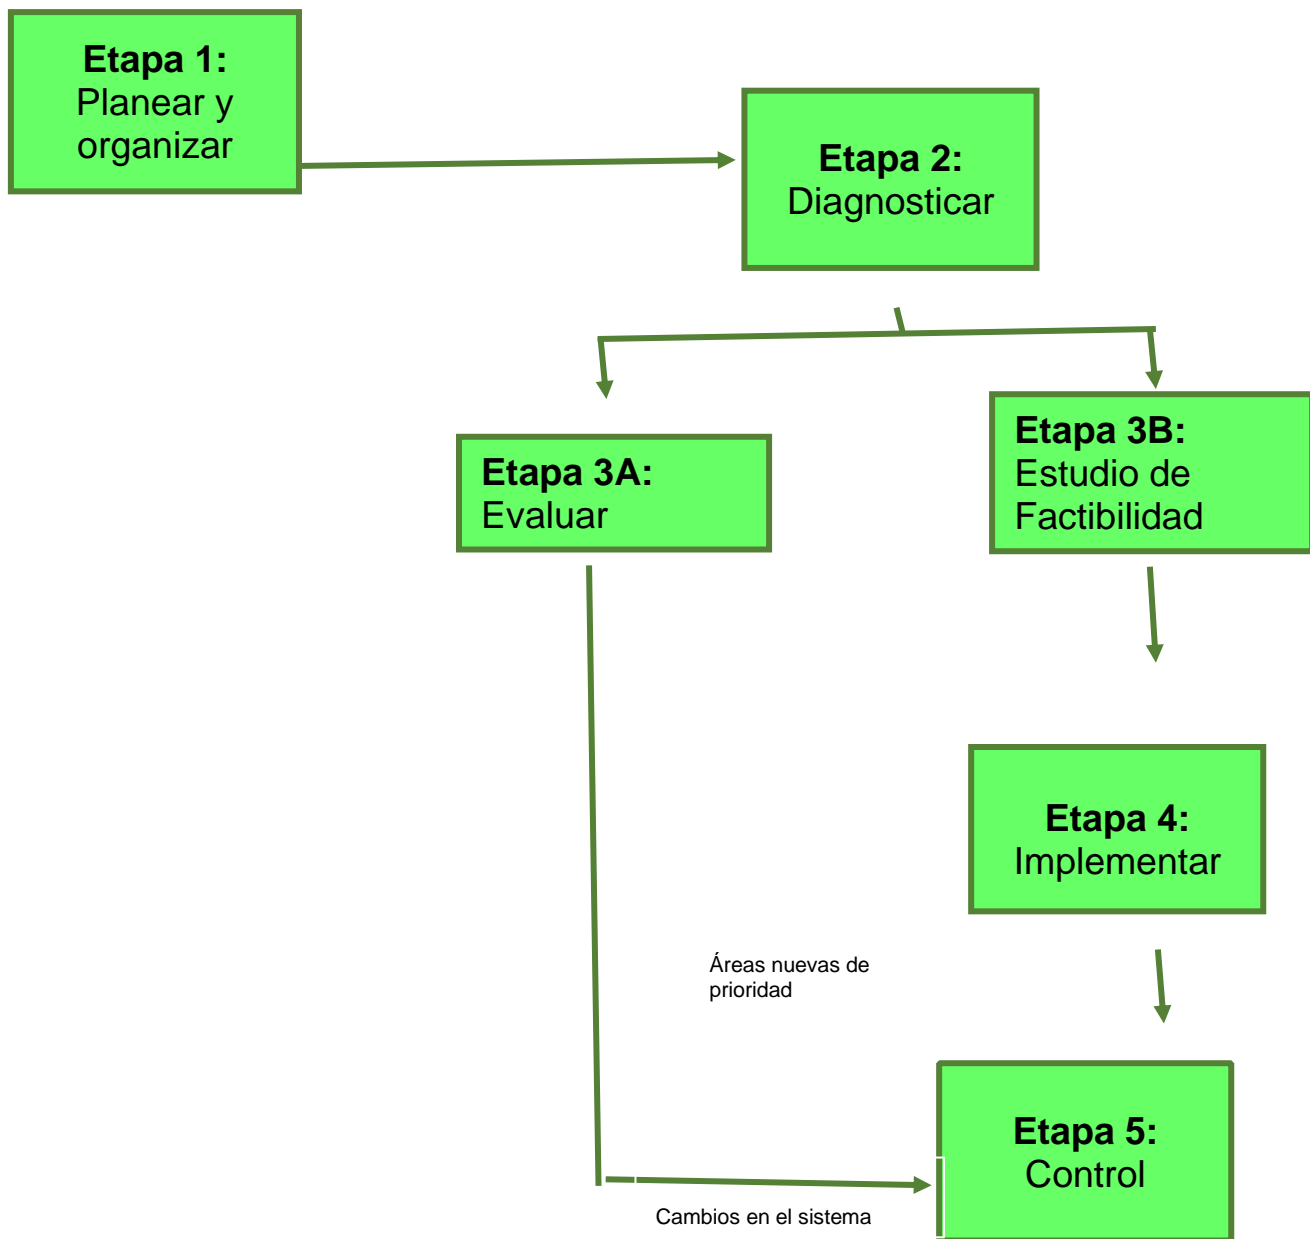 Etapa 1:
Planear y
organizar
Etapa 2:
Diagnosticar
Etapa 3A:
Evaluar
Etapa 3B:
Estudio de
Factibilidad
Etapa 4:
Implementar
Áreas nuevas de
prioridad
Etapa 5:
Control
Cambios en el sistema